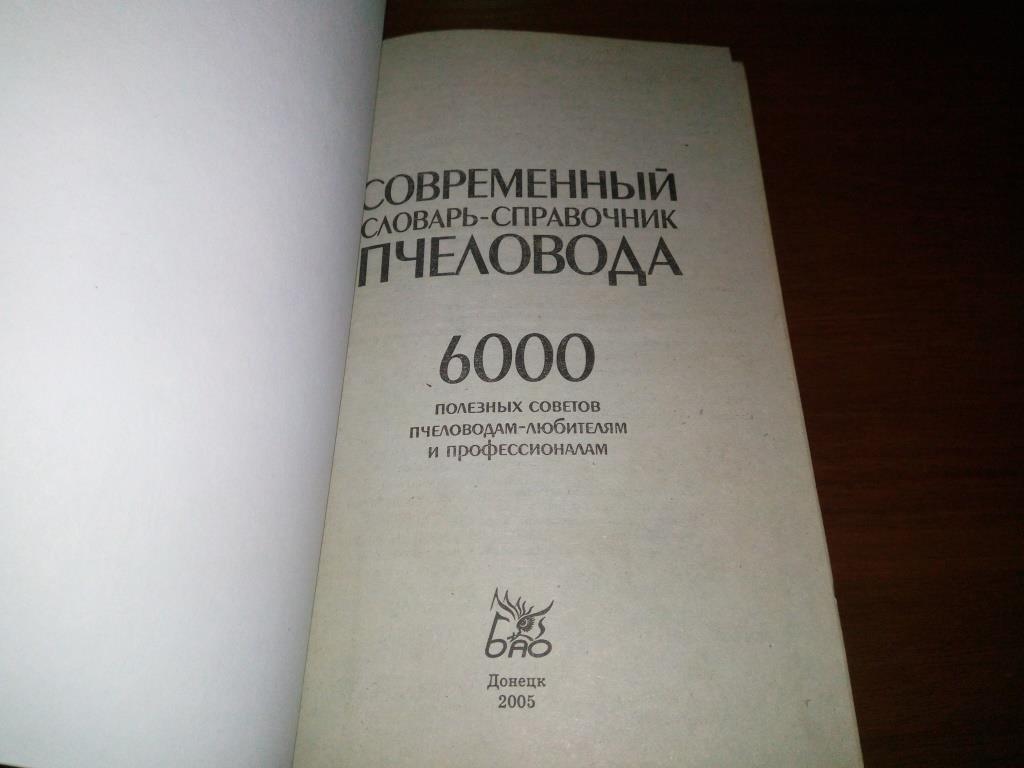 СОВРЕМЕННЫЙ
СЛОВАРЬ-СПРАВОЧНИК
ПЧЕЛОВОДА
6000
ПОЛЕЗНЫХ СОВЕТОВ
ПЧЕЛОВОДАМ-ЛЮБИТЕЛЯМ
И ПРОФЕССИОНАЛАМ
БАО
Донецк
2005